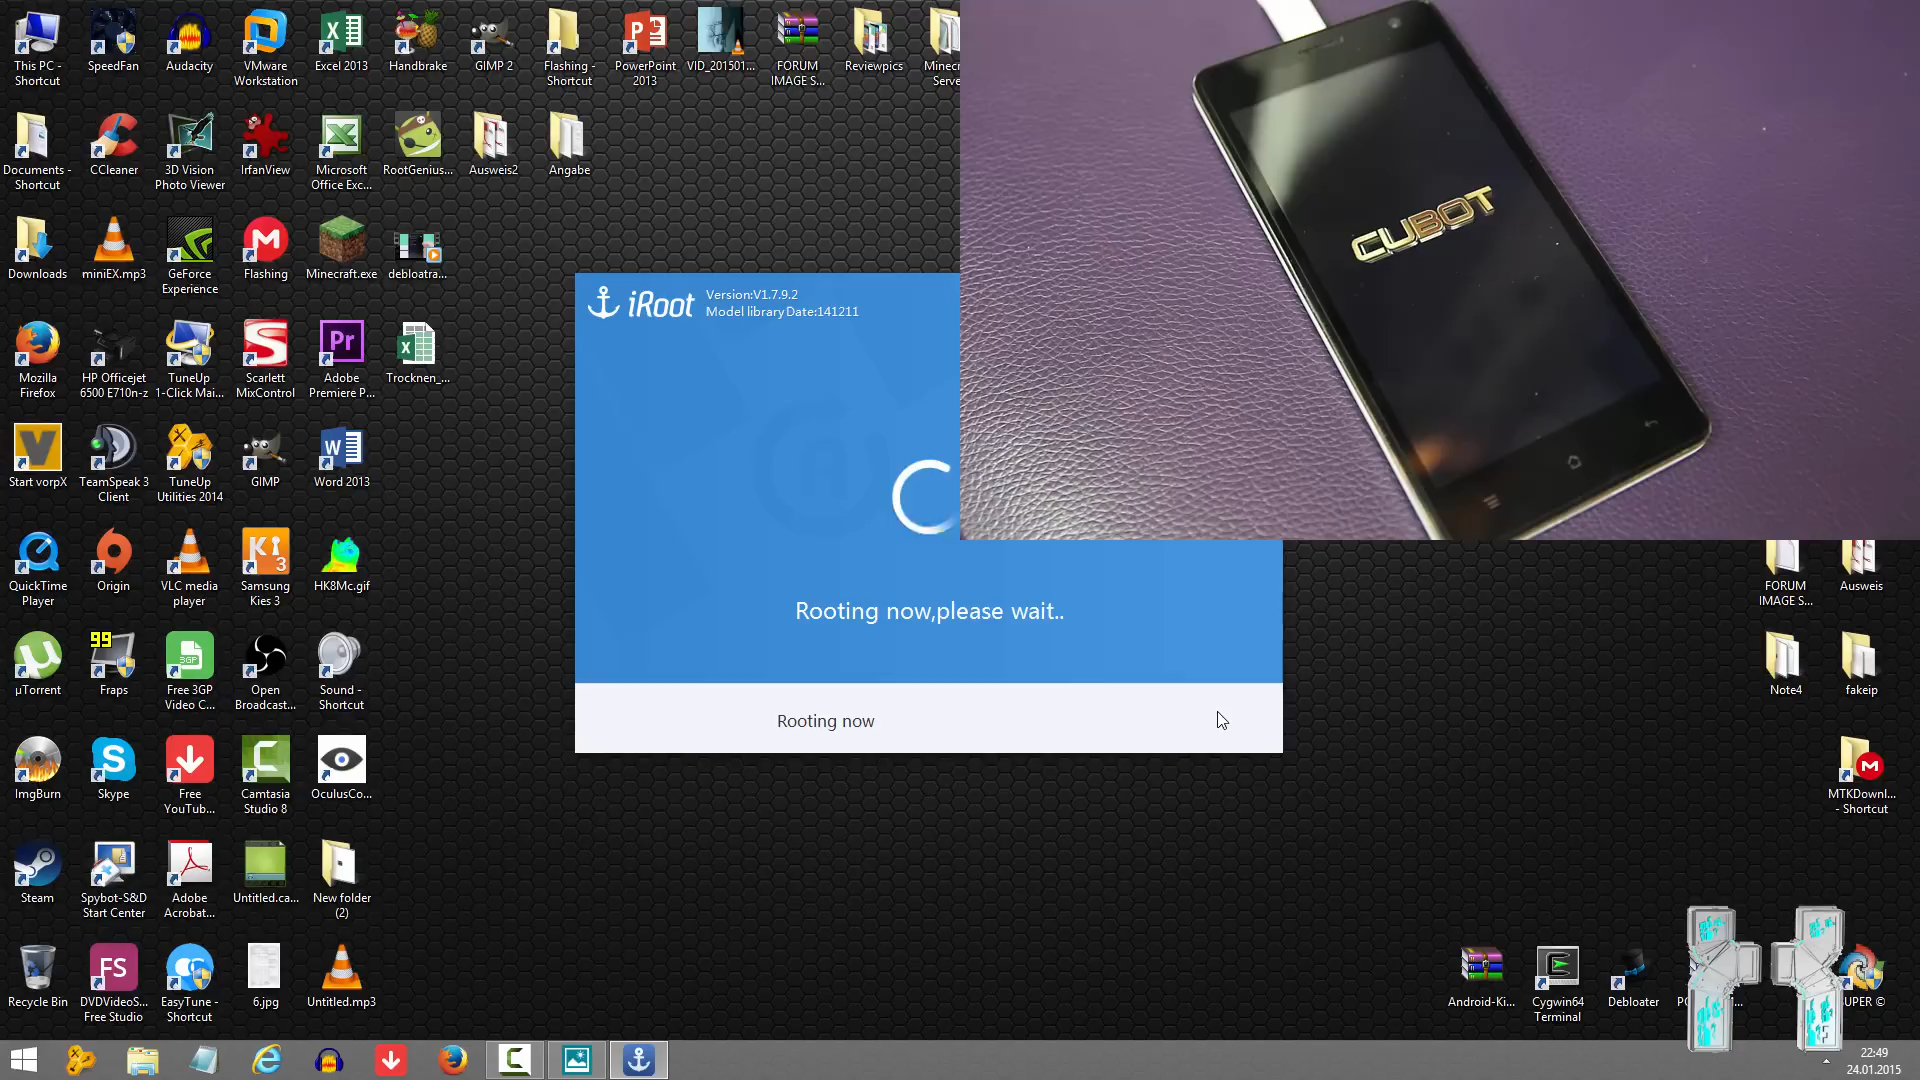 This PC -
Shortcut
SpeedFan
Audacity
VMware
Workstation
Excel 2013
Handbrake
GIMP 2
Flashing -
Shortcut
PowerPoint
2013
VID_201501...
FORUM
IMAGE S...
Reviewpics
Minecr
Serve
Documents -
Shortcut
CCleaner
3D Vision
Photo Viewer
IrfanView
Microsoft
Office Exc...
RootGenius...
Ausweis2
Angabe
Downloads
miniEX.mp3
GeForce
Experience
Flashing
Minecraft.exe
debloatra...
iRoot
Version:V1.7.9.2
Model libraryDate:141211
CUBOT
Mozilla
Firefox
HP Officejet
6500 E710n-z
TuneUp
1-Click Mai...
Scarlett
MixControl
Adobe
Premiere P...
Trocknen_...
Start vorpX
TeamSpeak 3
Client
TuneUp
Utilities 2014
GIMP
Word 2013
QuickTime
Player
Origin
VLC media
player
Samsung
Kies 3
HK8Mc.gif
FORUM
IMAGE S...
Ausweis
Rooting now,please wait..
99
3GP
µTorrent
Fraps
Free 3GP
Video C...
Open
Broadcast...
Sound -
Shortcut
Note4
fakeip
Rooting now
ImgBurn
Skype
Free
YouTub...
Camtasia
Studio 8
OculusCo...
MTKDownl...
- Shortcut
Steam
Spybot-S&D
Start Center
Adobe
Acrobat...
Untitled.ca...
New folder
(2)
FS
Recycle Bin
DVDVideoS...
Free Studio
EasyTune -
Shortcut
6.jpg
Untitled.mp3
Android-Ki...
Cygwin64
Terminal
Debloater
UPER ©
22:49
24.01.2015